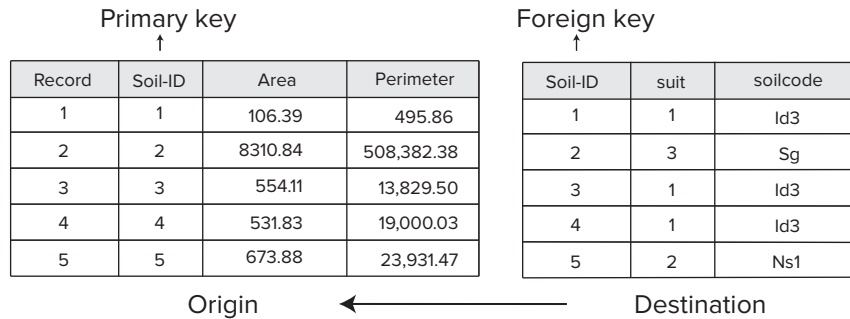 Primary key Foreign key
Record Soil-ID Area Perimeter Soil-ID suit soilcode
1 1 106.39 495.86 1 1 Id3
2 2 8310.84 508,382.38 2 3 Sg
3 3 554.11 13,829.50 3 1 Id3
4 4 531.83 19,000.03 4 1 Id3
5 5 673.88 23,931.47 5 2 Ns1
Origin Destination